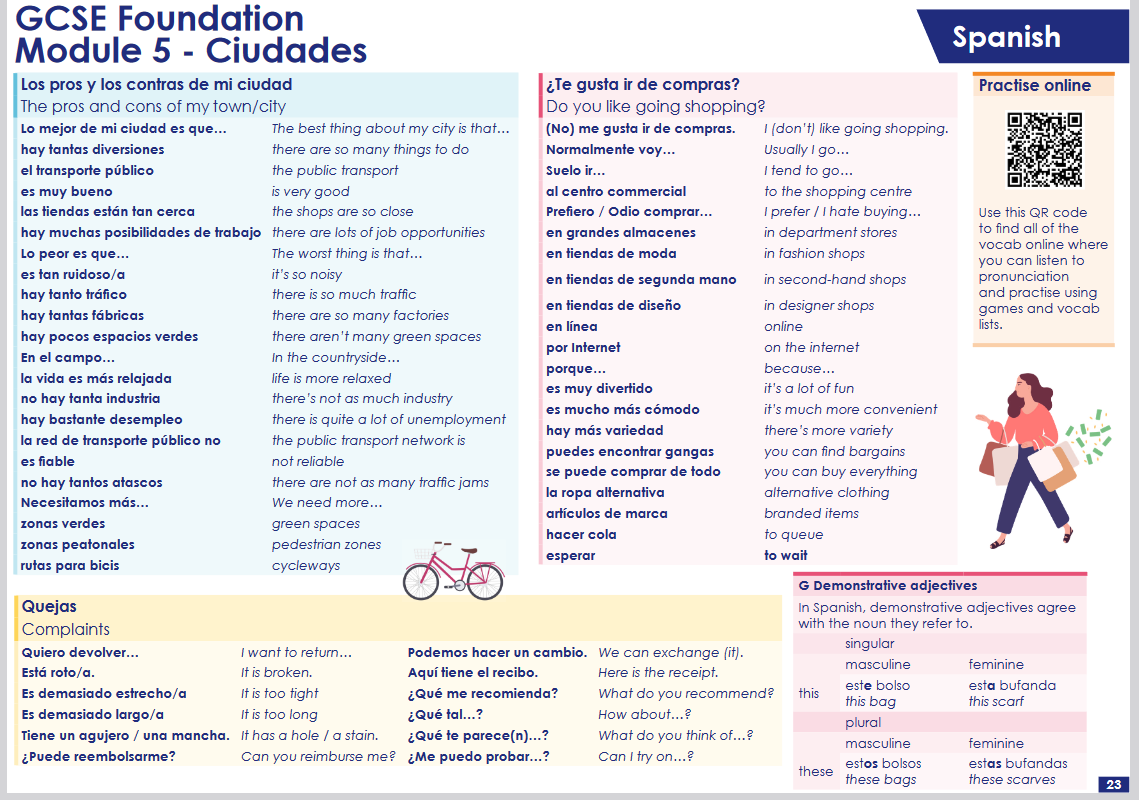 GCSE Foundation
Module 5 - Ciudades
Spanish
Los pros y los contras de mi ciudad
The pros and cons of my town/city
Lo mejor de mi ciudad es que… The best thing about my city is that…
hay tantas diversiones there are so many things to do
el transporte público the public transport
es muy bueno is very good
las tiendas están tan cerca the shops are so close
hay muchas posibilidades de trabajo there are lots of job opportunities
Lo peor es que… The worst thing is that…
es tan ruidoso/a it's so noisy
hay tanto tráfico there is so much traffic
hay tantas fábricas there are so many factories
hay pocos espacios verdes there aren't many green spaces
En el campo… In the countryside…
la vida es más relajada life is more relaxed
no hay tanta industria there's not as much industry
hay bastante desempleo there is quite a lot of unemployment
la red de transporte público no the public transport network is
es fiable not reliable
no hay tantos atascos there are not as many traffic jams
Necesitamos más… We need more…
zonas verdes green spaces
zonas peatonales pedestrian zones
rutas para bicis cycleways
¿Te gusta ir de compras?
Do you like going shopping?
(No) me gusta ir de compras. I (don't) like going shopping.
Normalmente voy… Usually I go…
Suelo ir… I tend to go…
al centro commercial to the shopping centre
Prefiero / Odio comprar… I prefer / I hate buying…
en grandes almacenes in department stores
en tiendas de moda in fashion shops
en tiendas de segunda mano in second-hand shops
en tiendas de diseño in designer shops
en línea online
por Internet on the internet
porque… because…
es muy divertido it's a lot of fun
es mucho más cómodo it's much more convenient
hay más variedad there's more variety
puedes encontrar gangas you can find bargains
se puede comprar de todo you can buy everything
la ropa alternativa alternative clothing
artículos de marca branded items
hacer cola to queue
esperar to wait
Practise online
Use this QR code
to find all of the
vocab online where
you can listen to
pronunciation
and practise using
games and vocab
lists.
Quejas
Complaints
Quiero devolver… I want to return… Podemos hacer un cambio. We can exchange (it).
Está roto/a. It is broken. Aquí tiene el recibo. Here is the receipt.
Es demasiado estrecho/a It is too tight ¿Qué me recomienda? What do you recommend?
Es demasiado largo/a It is too long ¿Qué tal…? How about…?
Tiene un agujero / una mancha. It has a hole / a stain. ¿Qué te parece(n)…? What do you think of…?
¿Puede reembolsarme? Can you reimburse me? ¿Me puedo probar…? Can I try on…?
G Demonstrative adjectives
In Spanish, demonstrative adjectives agree
with the noun they refer to.
singular
masculine feminine
this este bolso esta bufanda
this bag this scarf
plural
masculine feminine
these estos bolsos estas bufandas
these bags these scarves
23